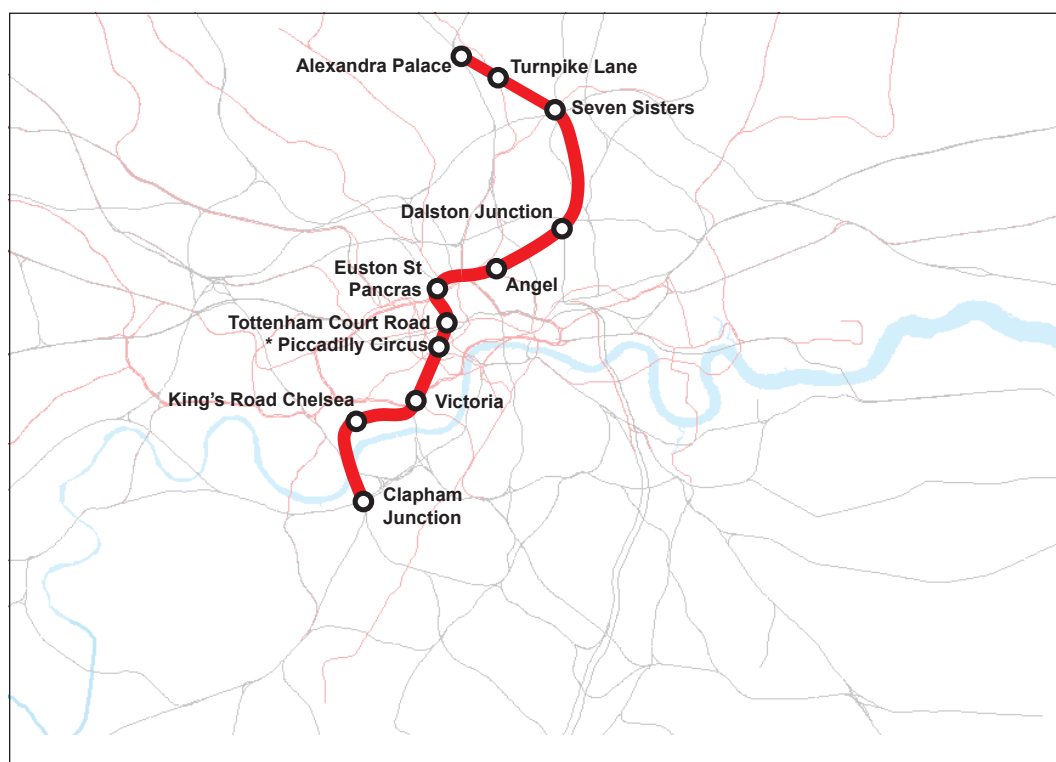 Alexandra Palace
Turnpike Lane
Seven Sisters
Dalston Junction
Euston St
Pancras
Angel
Tottenham Court Road
* Piccadilly Circus
King's Road Chelsea
Victoria
Clapham
Junction